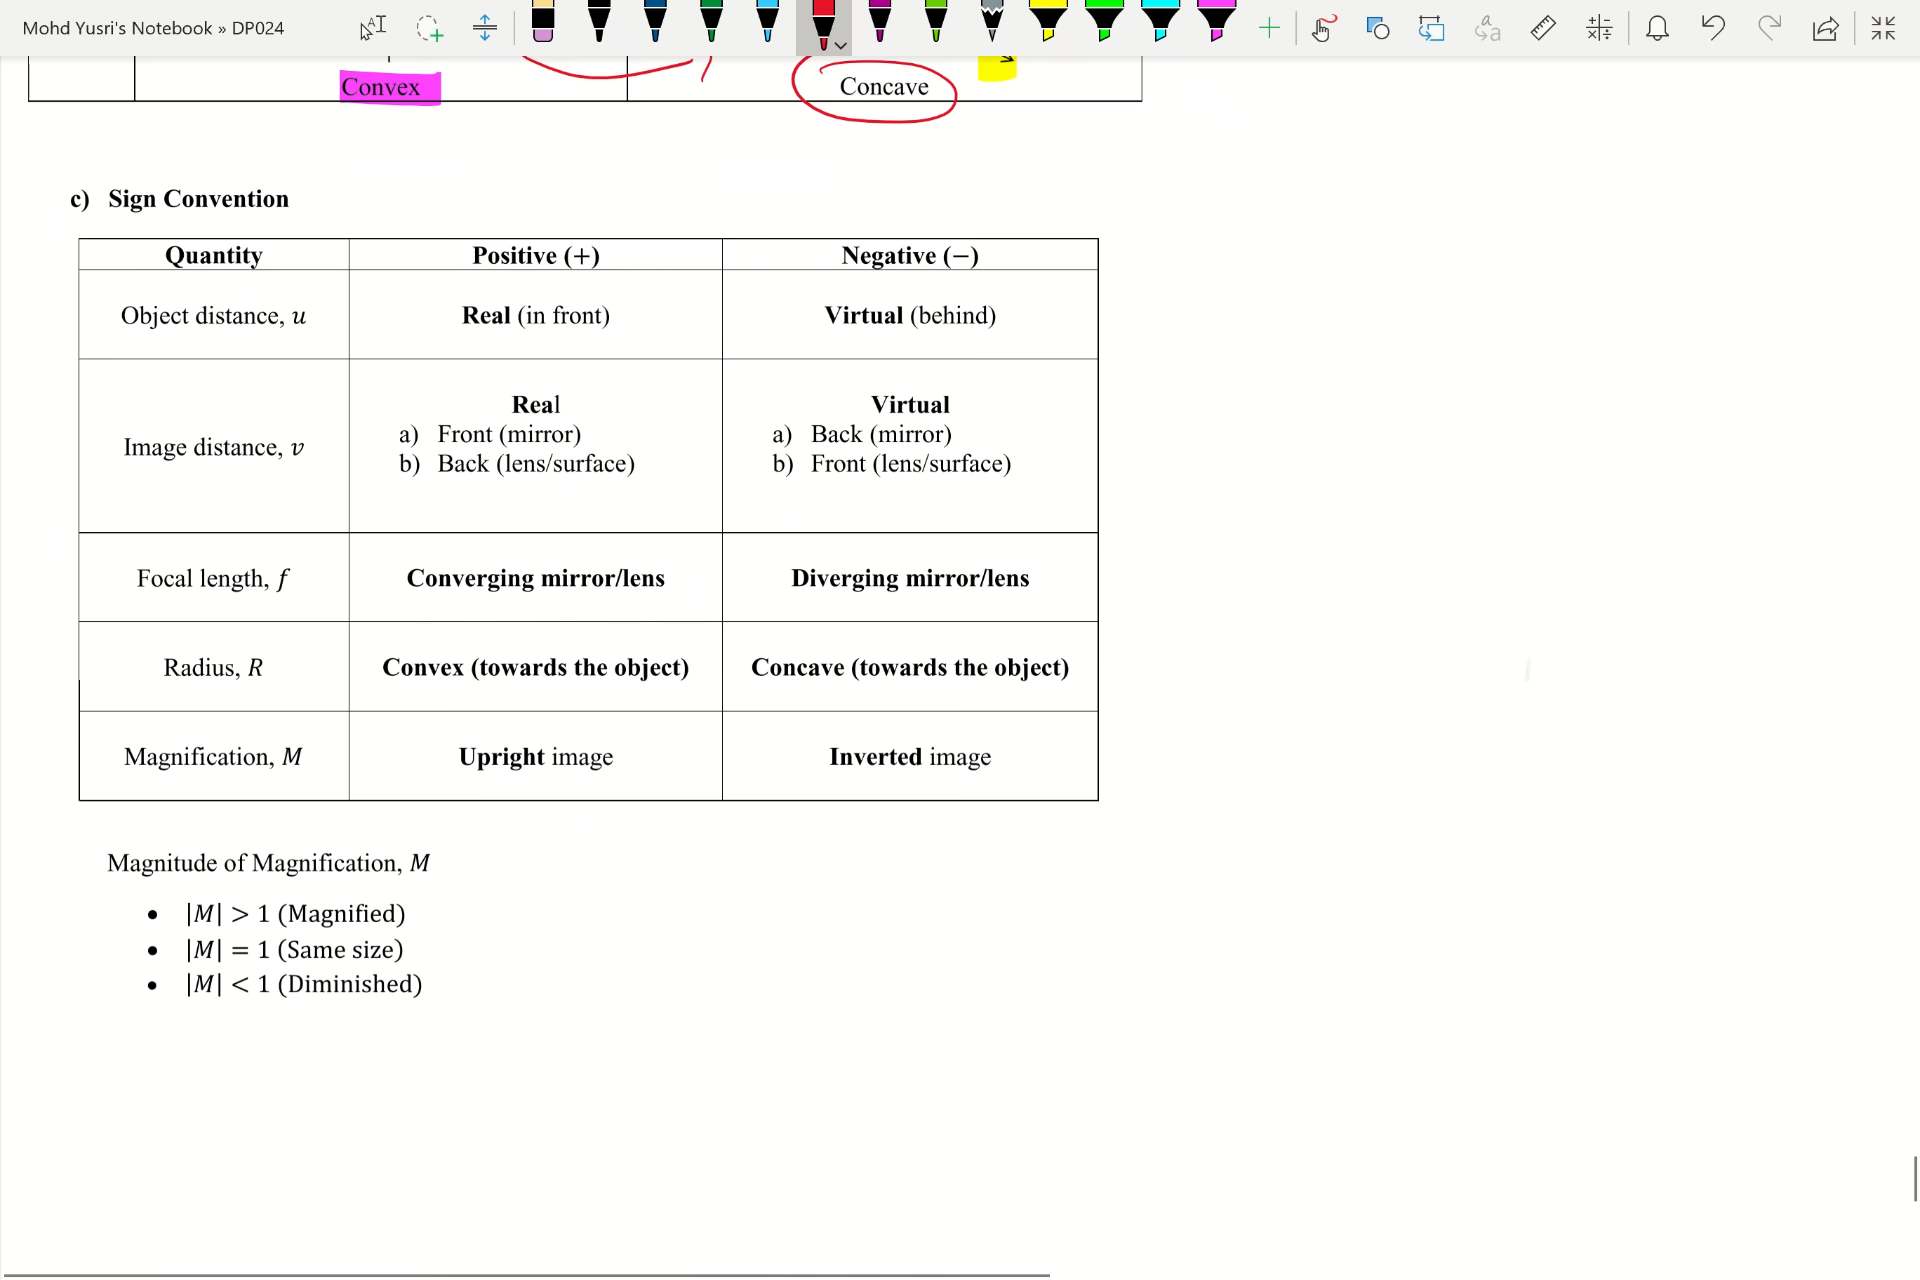 Mohd Yusri's Notebook » DP024
Convex
Concave
c) Sign Convention
Quantity
Positive (+)
Negative (−)
Object distance, u
Real (in front)
Virtual (behind)
Image distance, v
Real
a) Front (mirror)
b) Back (lens/surface)
Virtual
a) Back (mirror)
b) Front (lens/surface)
Focal length, f
Converging mirror/lens
Diverging mirror/lens
Radius, R
Convex (towards the object)
Concave (towards the object)
Magnification, M
Upright image
Inverted image
Magnitude of Magnification, M
• |M| > 1 (Magnified)
• |M| = 1 (Same size)
• |M| < 1 (Diminished)